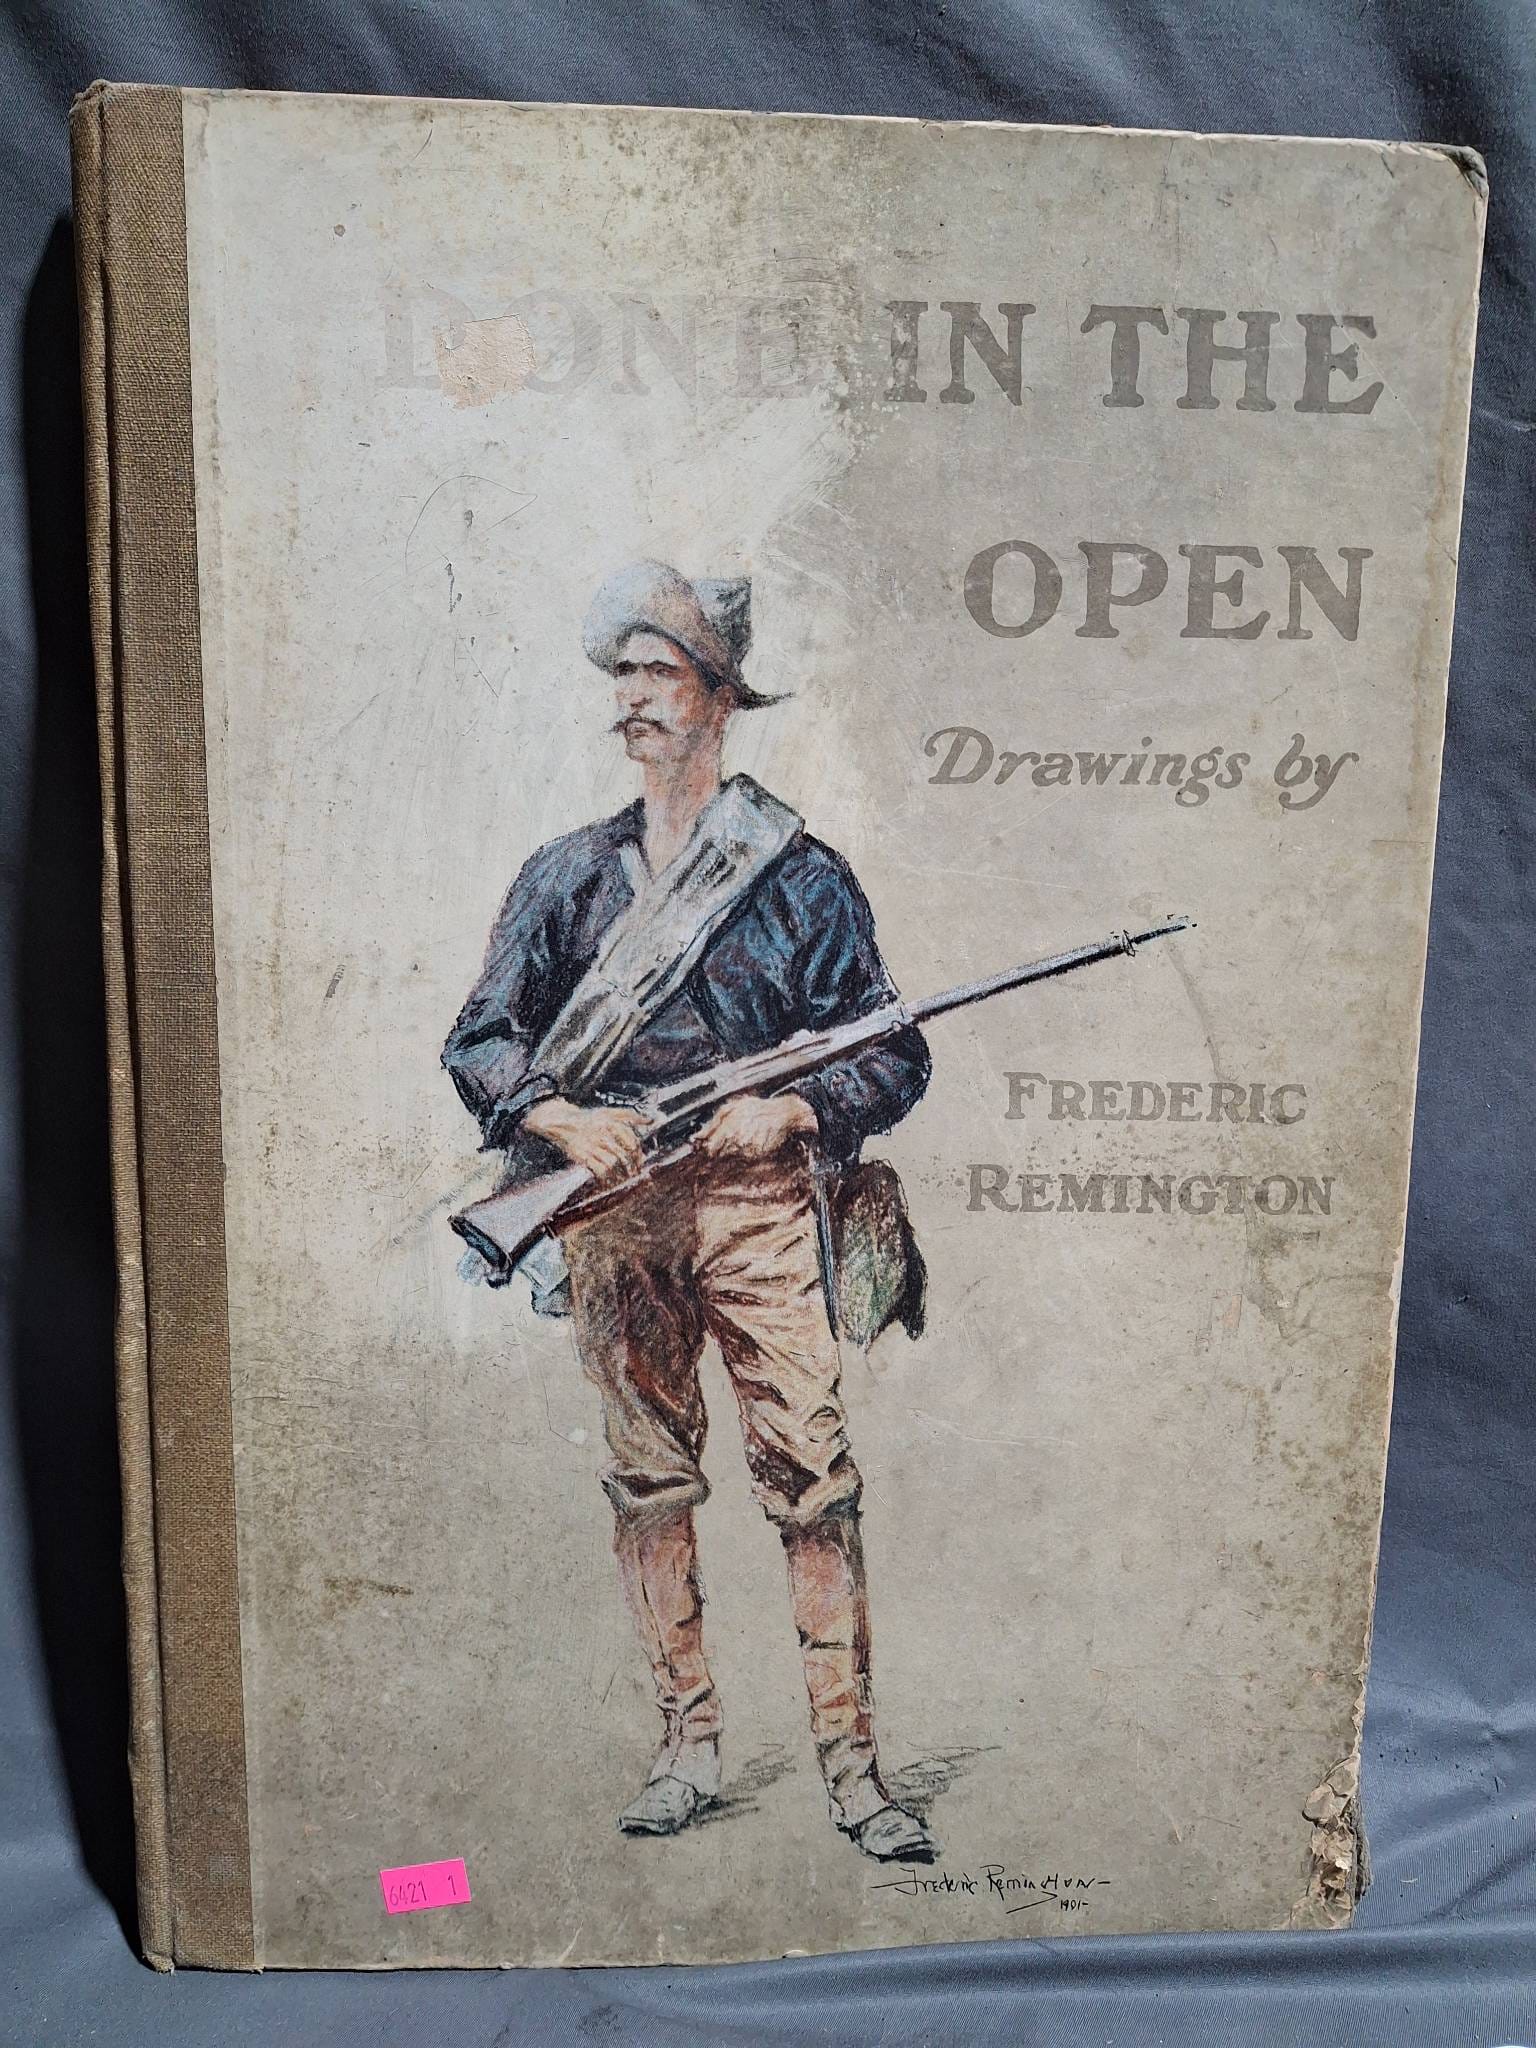 DONE IN THE
OPEN
Drawings by
FREDERIC
REMINGTON
Frederic Remington-
1901-
6421 1